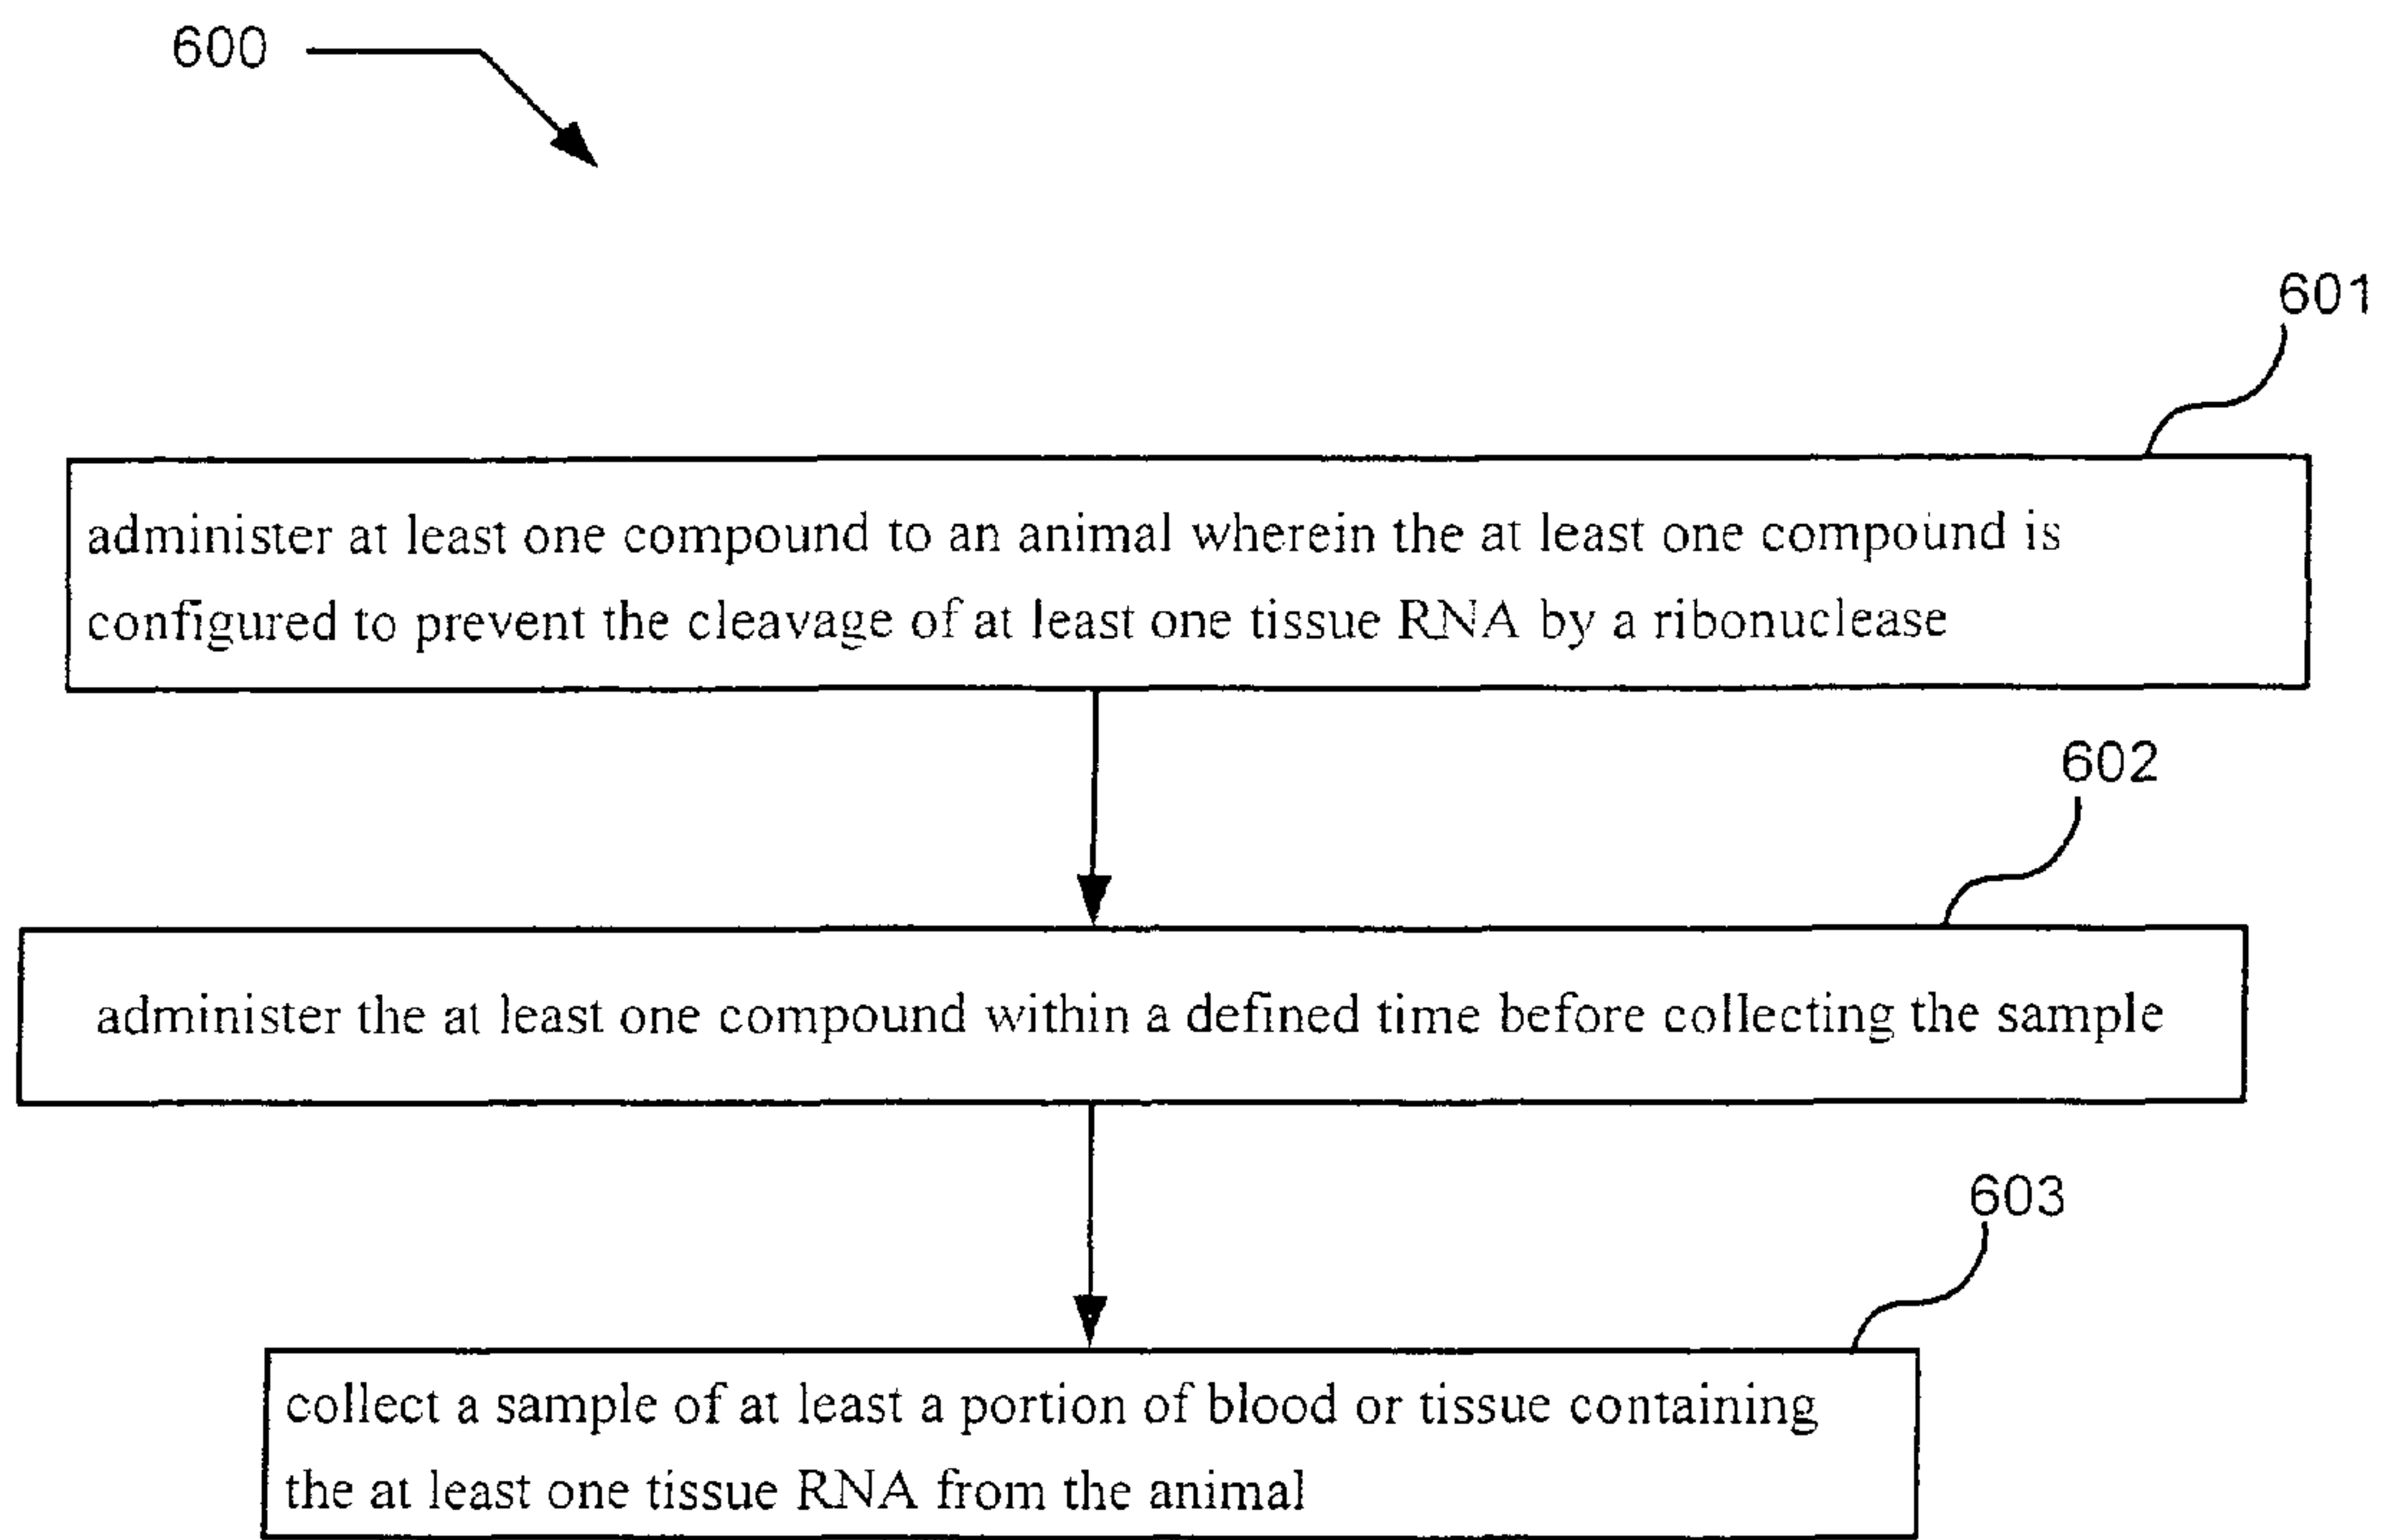 600
601
administer at least one compound to an animal wherein the at least one compound is
configured to prevent the cleavage of at least one tissue RNA by a ribonuclease
602
administer the at least one compound within a defined time before collecting the sample
603
collect a sample of at least a portion of blood or tissue containing
the at least one tissue RNA from the animal